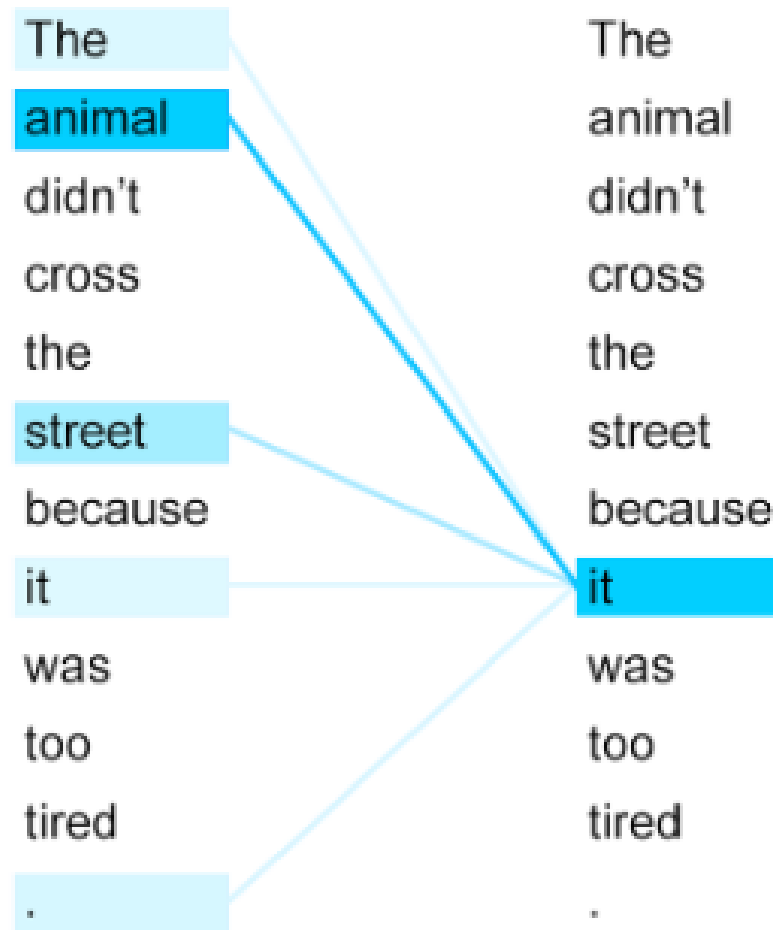 The The
animal animal
didn’t didn’t
cross cross
the the
street street
because because
it it
was was
too too
tired tired
. .